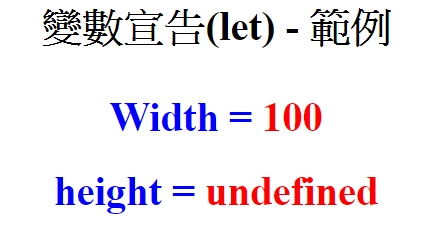 變數宣告(let) - 範例
Width = 100
height = undefined